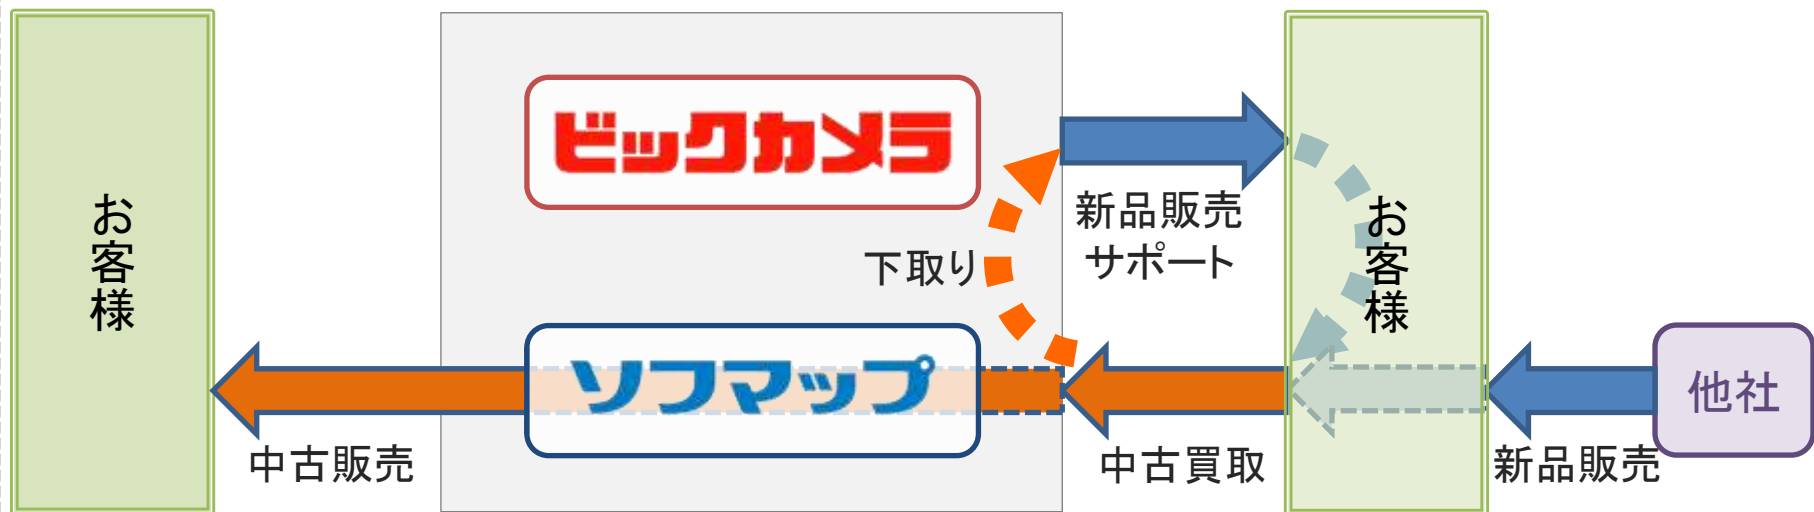 お客様
ビックカメラ
下取り
ソフマップ
中古販売
新品販売
サポート
中古買取
お客様
新品販売
他社